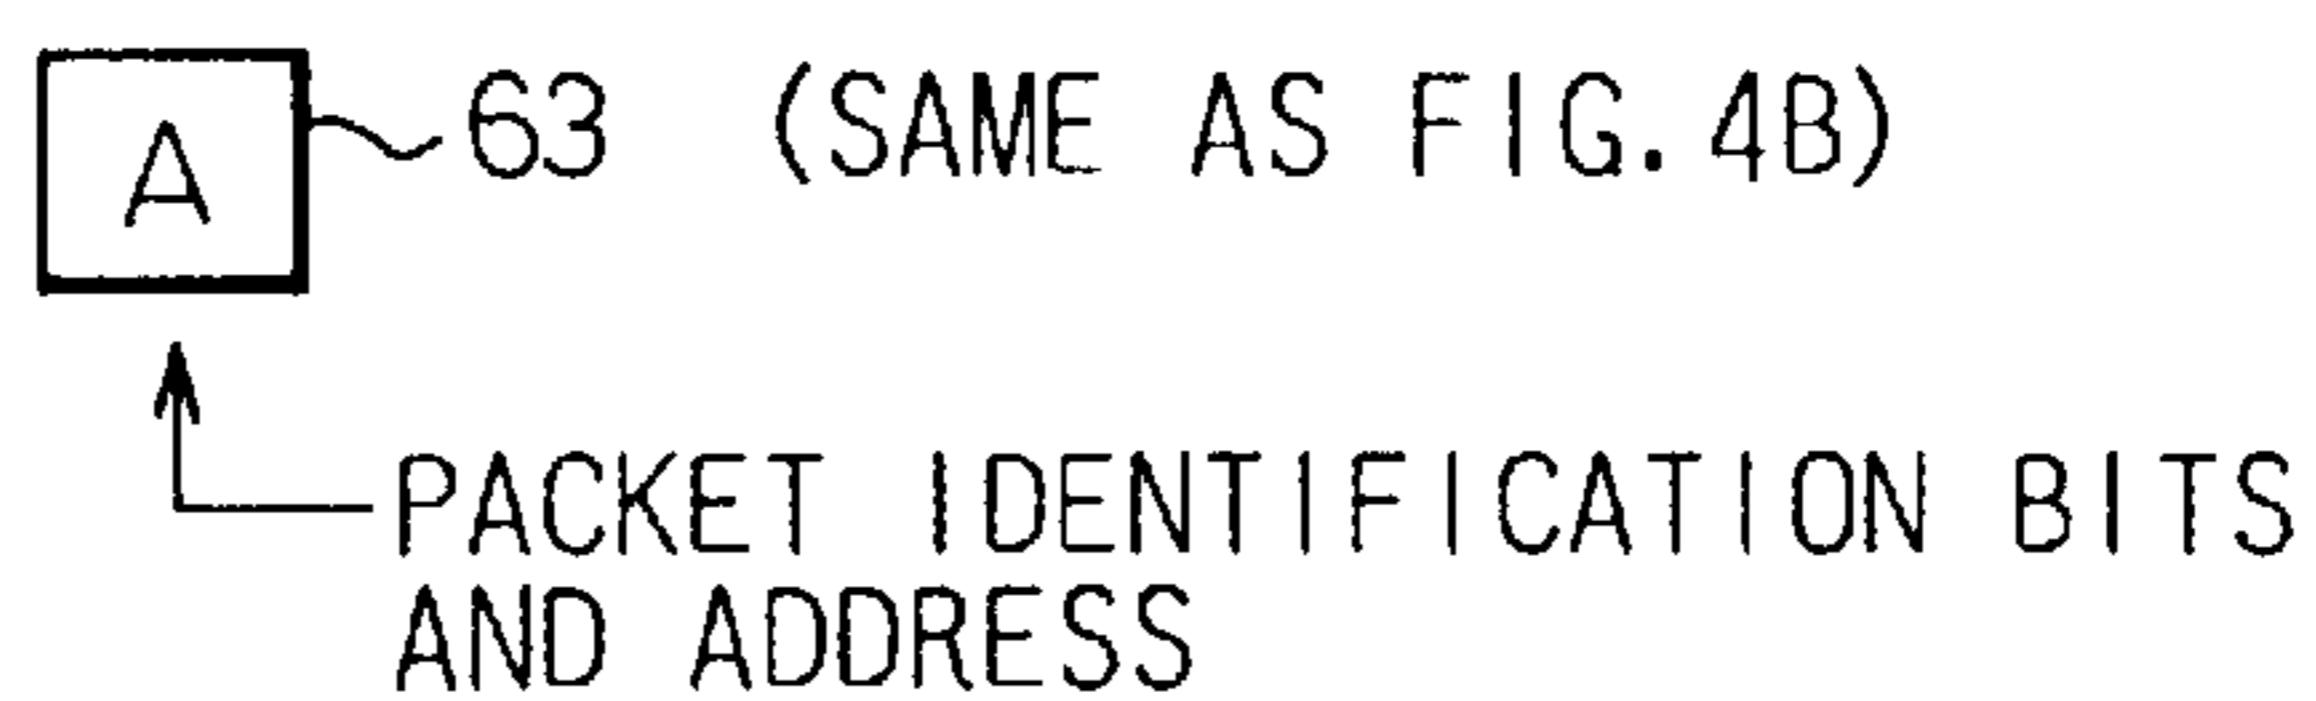 A 63 (SAME AS FIG. 4B)
PACKET IDENTIFICATION BITS
AND ADDRESS